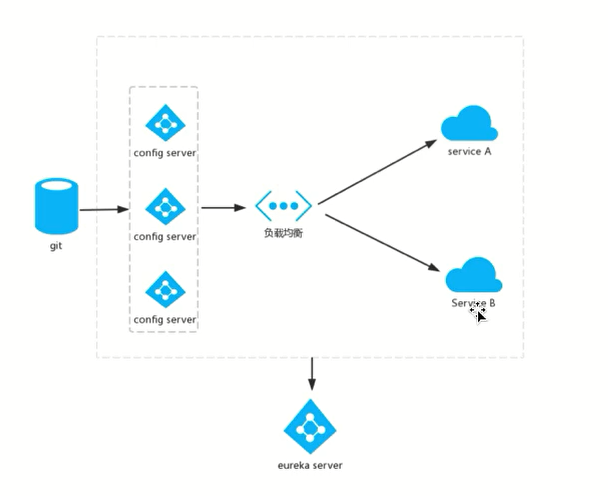 config server
service A
config server
git
负载均衡
config server
Service B
eureka server